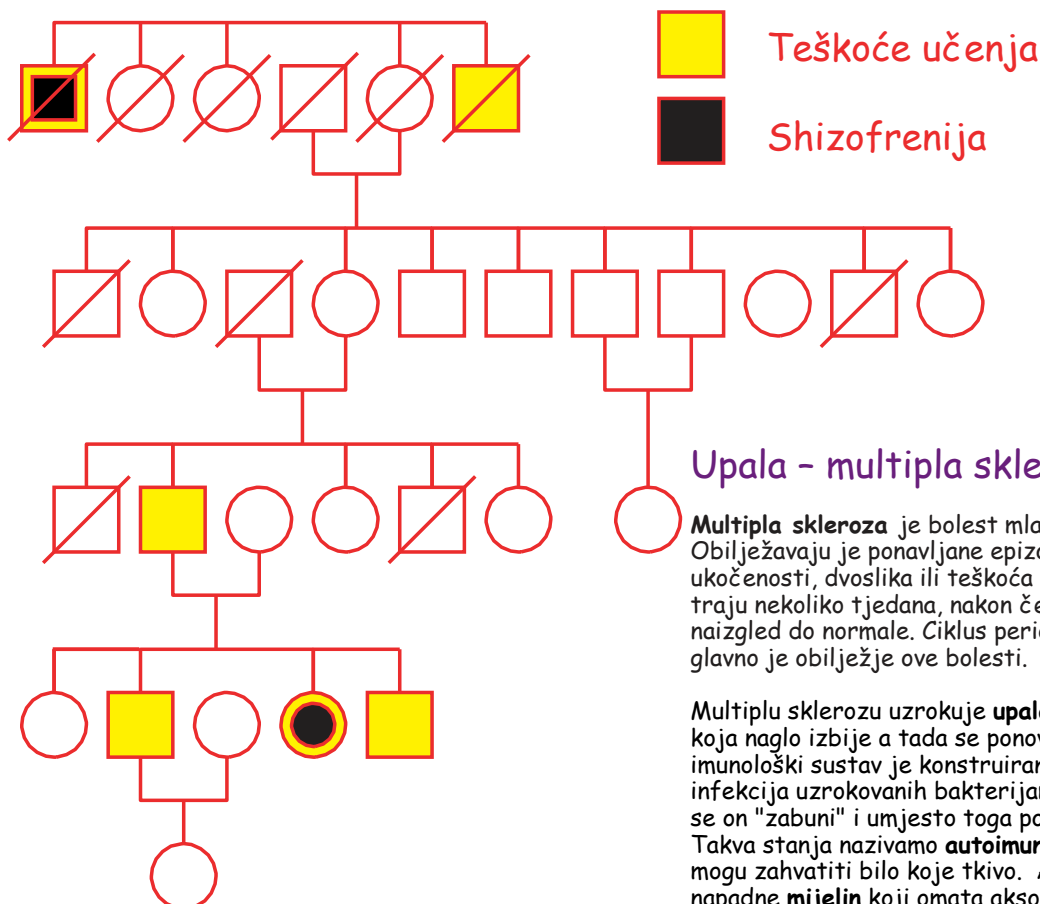 Teškoće učenja
Shizofrenija
Upala – multipla skle
Multipla skleroza je bolest mla
Obilježavaju je ponavljane epizo
ukočenosti, dvoslika ili teškoća
traju nekoliko tjedana, nakon če
naizgled do normale. Ciklus peri
glavno je obilježje ove bolesti.
Multiplu sklerozu uzrokuje upal
koja naglo izbije a tada se ponov
imunološki sustav je konstruiran
infekcija uzrokovanih bakterijan
se on "zabuni" i umjesto toga po
Takva stanja nazivamo autoimun
mogu zahvatiti bilo koje tkivo. A
napadne mijelin koji omata akso